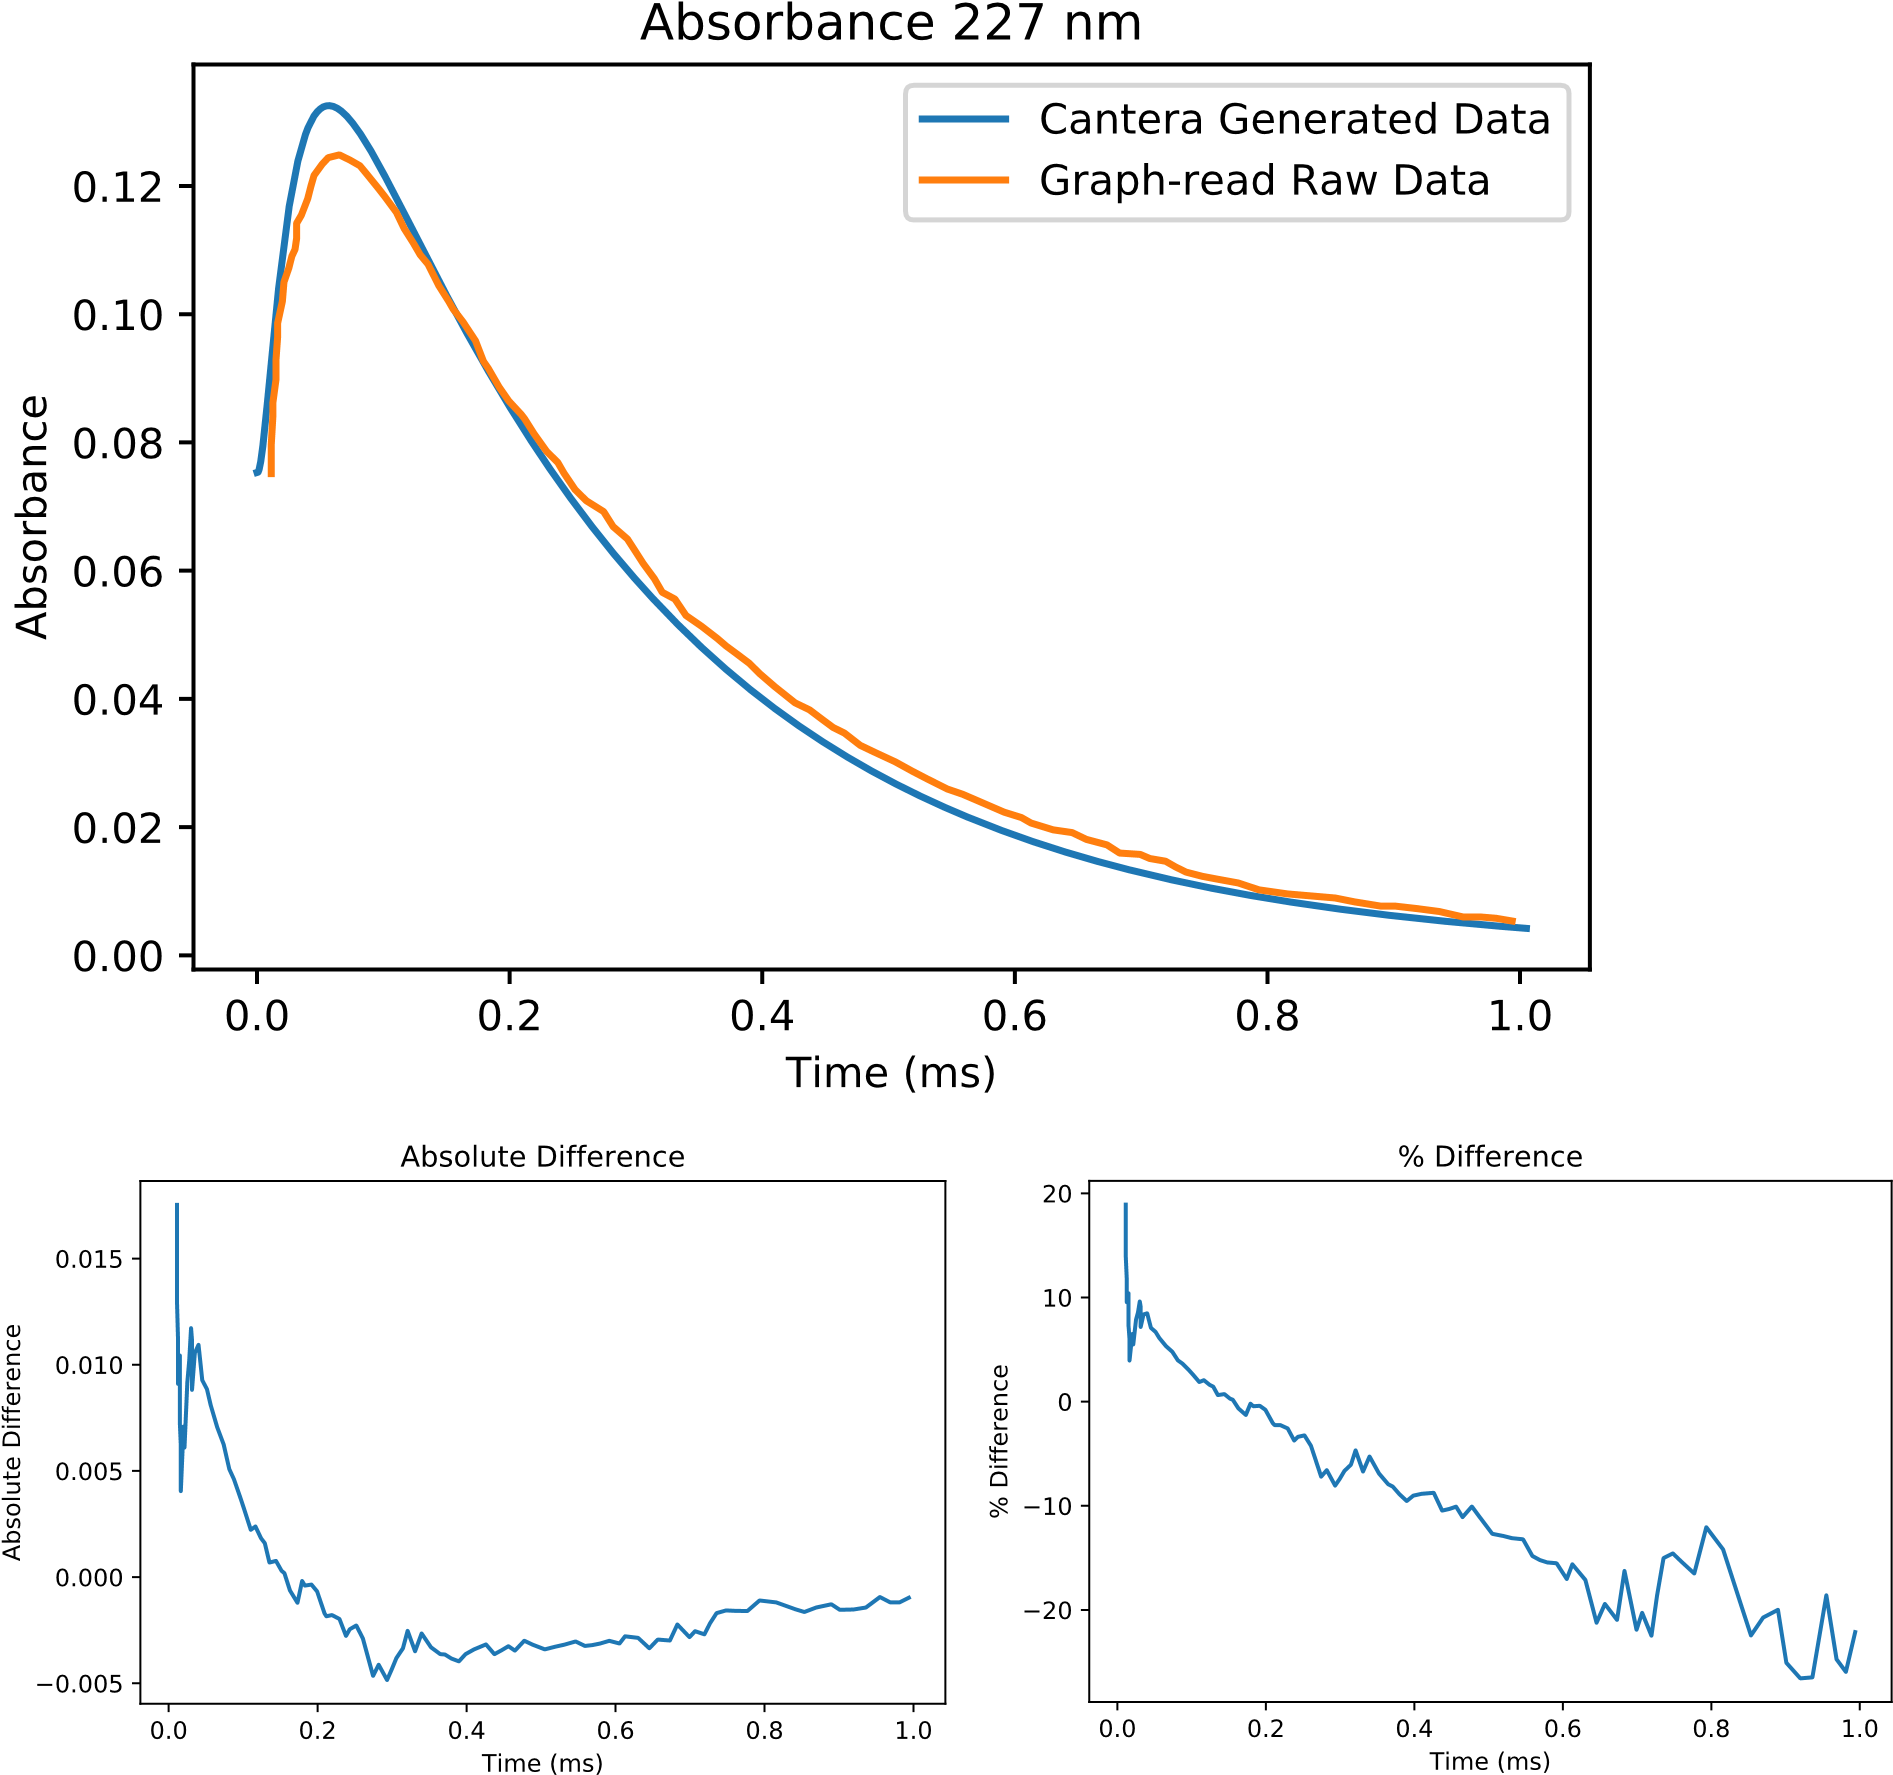 Absorbance 227 nm
Cantera Generated Data
Graph-read Raw Data
Absorbance
0.12
0.10
0.08
0.06
0.04
0.02
0.00
0.0 0.2 0.4 0.6 0.8 1.0
Time (ms)
Absolute Difference
Absolute Difference
0.015
0.010
0.005
0.000
−0.005
0.0 0.2 0.4 0.6 0.8 1.0
Time (ms)
% Difference
% Difference
20
10
0
−10
−20
0.0 0.2 0.4 0.6 0.8 1.0
Time (ms)